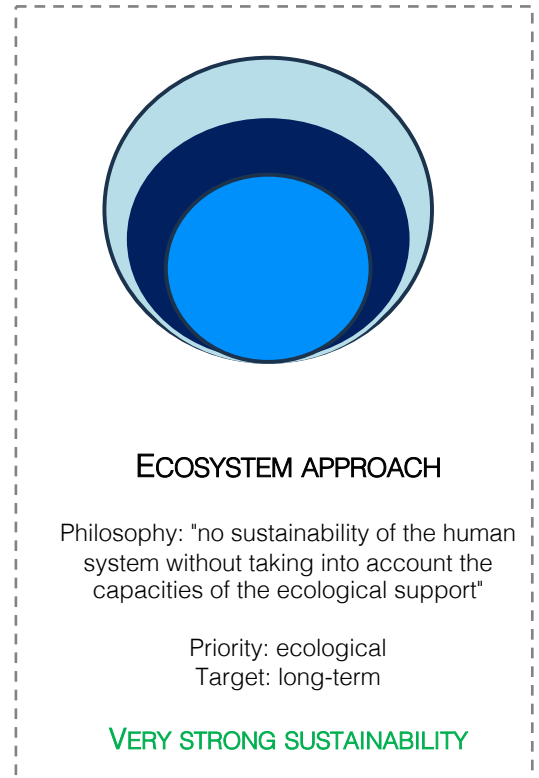 ECOSYSTEM APPROACH
Philosophy: "no sustainability of the human
system without taking into account the
capacities of the ecological support"
Priority: ecological
Target: long-term
VERY STRONG SUSTAINABILITY